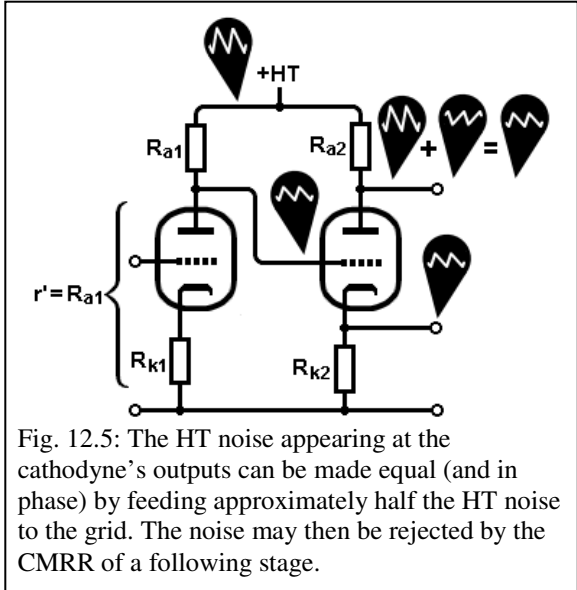 +HT
Ra1
Ra2
+ =
r'=Ra1
Rk1
Rk2
Fig. 12.5: The HT noise appearing at the
cathodyne’s outputs can be made equal (and in
phase) by feeding approximately half the HT noise
to the grid. The noise may then be rejected by the
CMRR of a following stage.